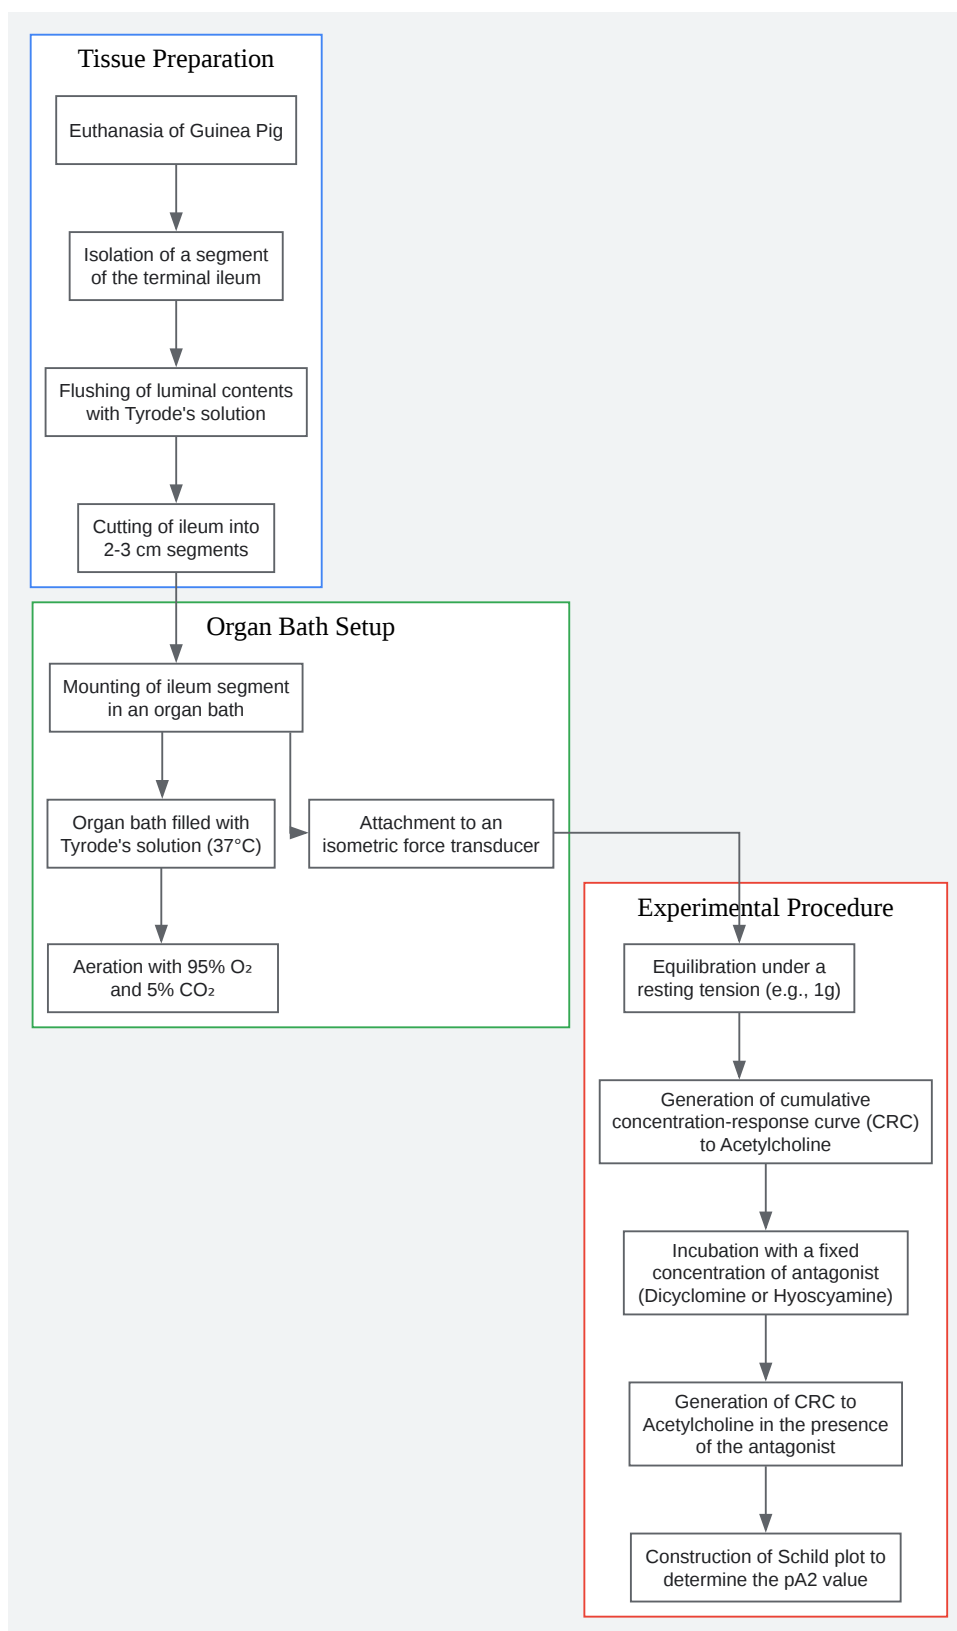 Tissue Preparation
Euthanasia of Guinea Pig
Isolation of a segment
of the terminal ileum
Flushing of luminal contents
with Tyrode's solution
Cutting of ileum into
2-3 cm segments
Organ Bath Setup
Mounting of ileum segment
in an organ bath
Organ bath filled with
Tyrode's solution (37°C)
Attachment to an
isometric force transducer
Aeration with 95% O₂
and 5% CO₂
Experimental Procedure
Equilibration under a
resting tension (e.g., 1g)
Generation of cumulative
concentration-response curve (CRC)
to Acetylcholine
Incubation with a fixed
concentration of antagonist
(Dicyclomine or Hyoscyamine)
Generation of CRC to
Acetylcholine in the presence
of the antagonist
Construction of Schild plot to
determine the pA2 value